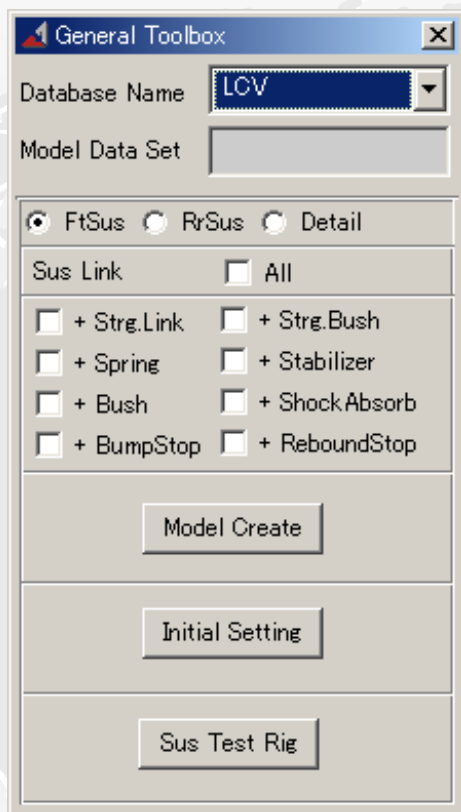 General Toolbox
Database Name LCV
Model Data Set
FtSus RrSus Detail
Sus Link All
+ Strg.Link + Strg.Bush
+ Spring + Stabilizer
+ Bush + ShockAbsorb
+ BumpStop + ReboundStop
Model Create
Initial Setting
Sus Test Rig